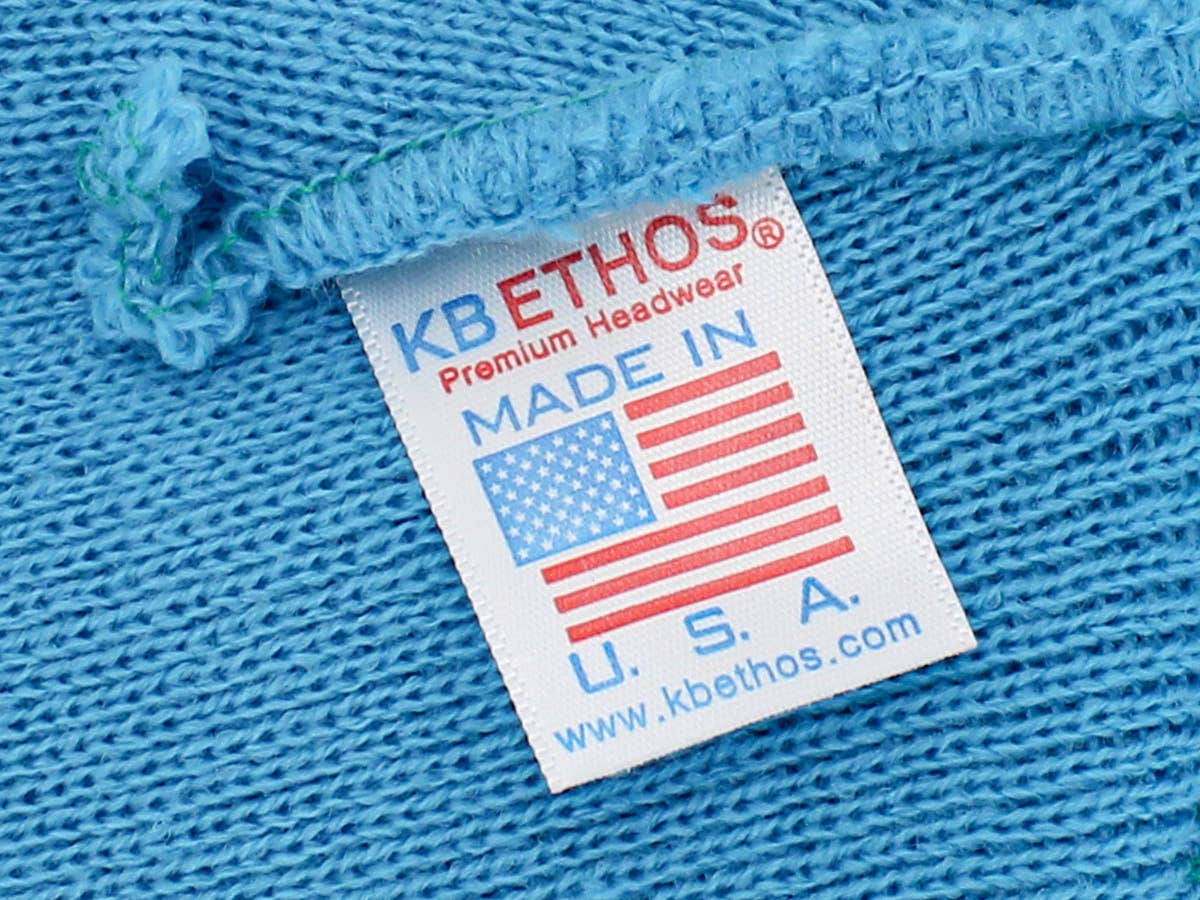 KB ETHOS®
Premium Headwear
MADE IN
U. S. A.
www.kbethos.com